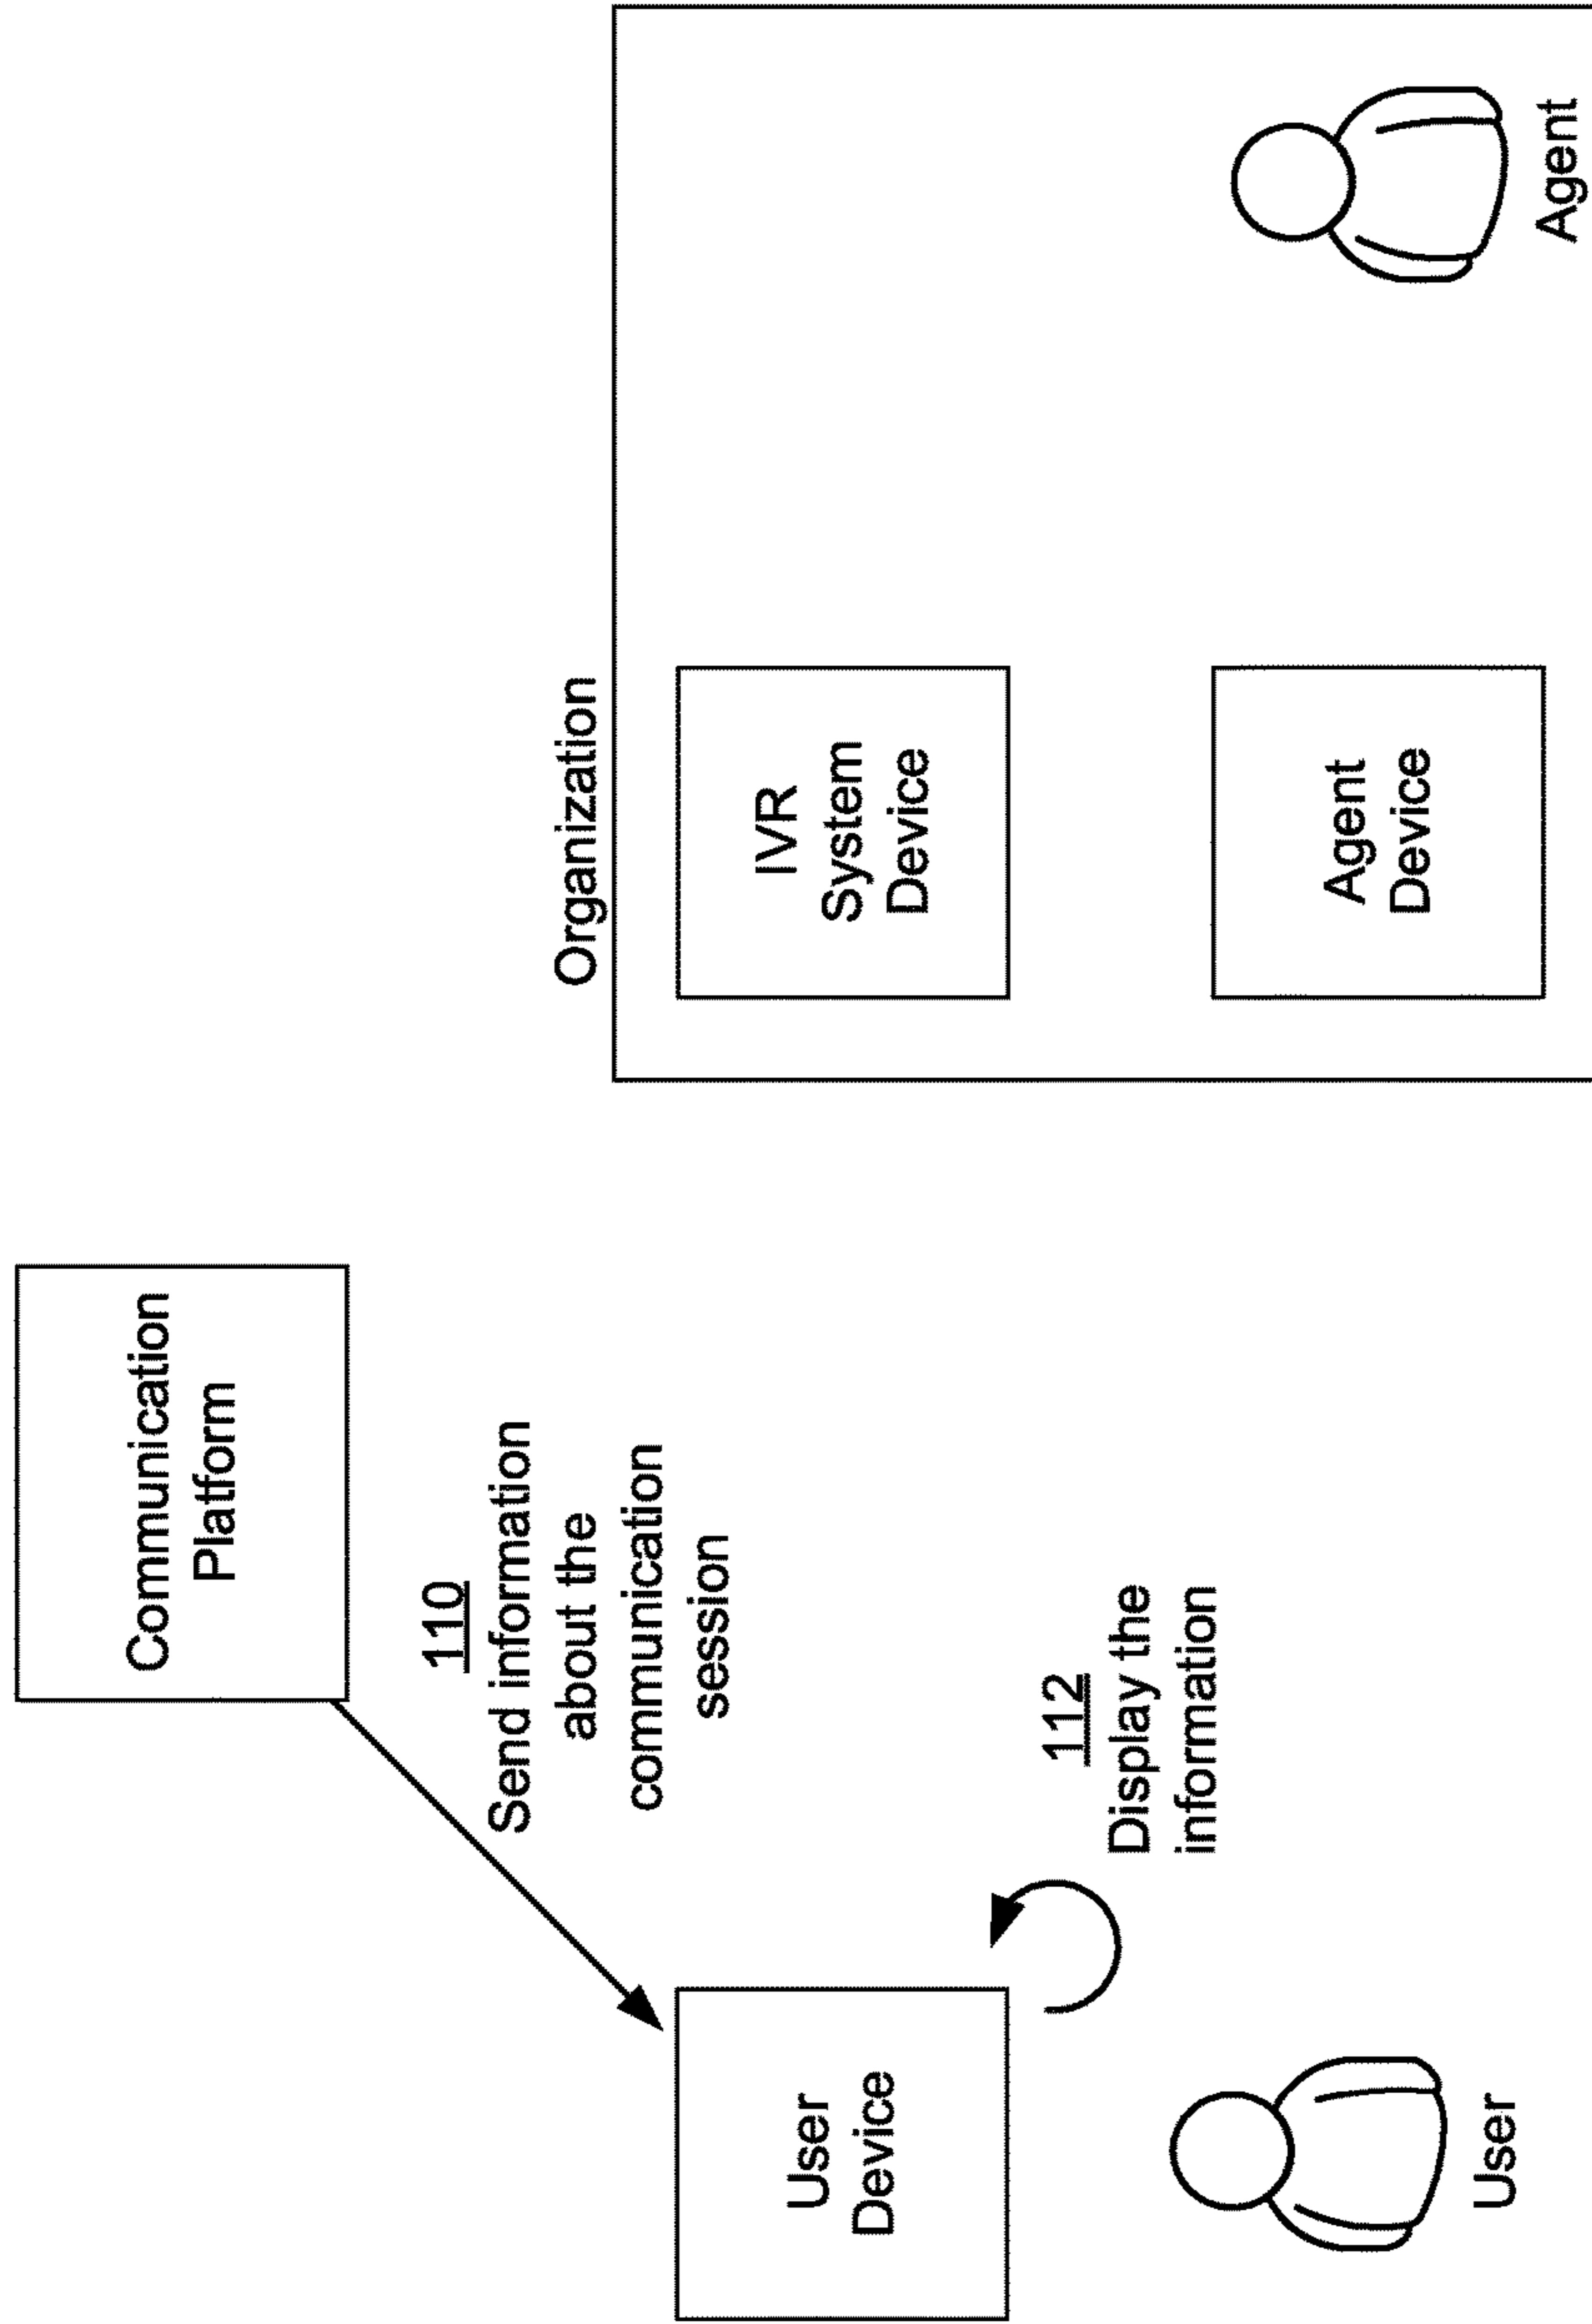 Communication
Platform
110
Send information
about the
communication
session
User
Device
112
Display the
information
User
Organization
IVR
System
Device
Agent
Device
Agent